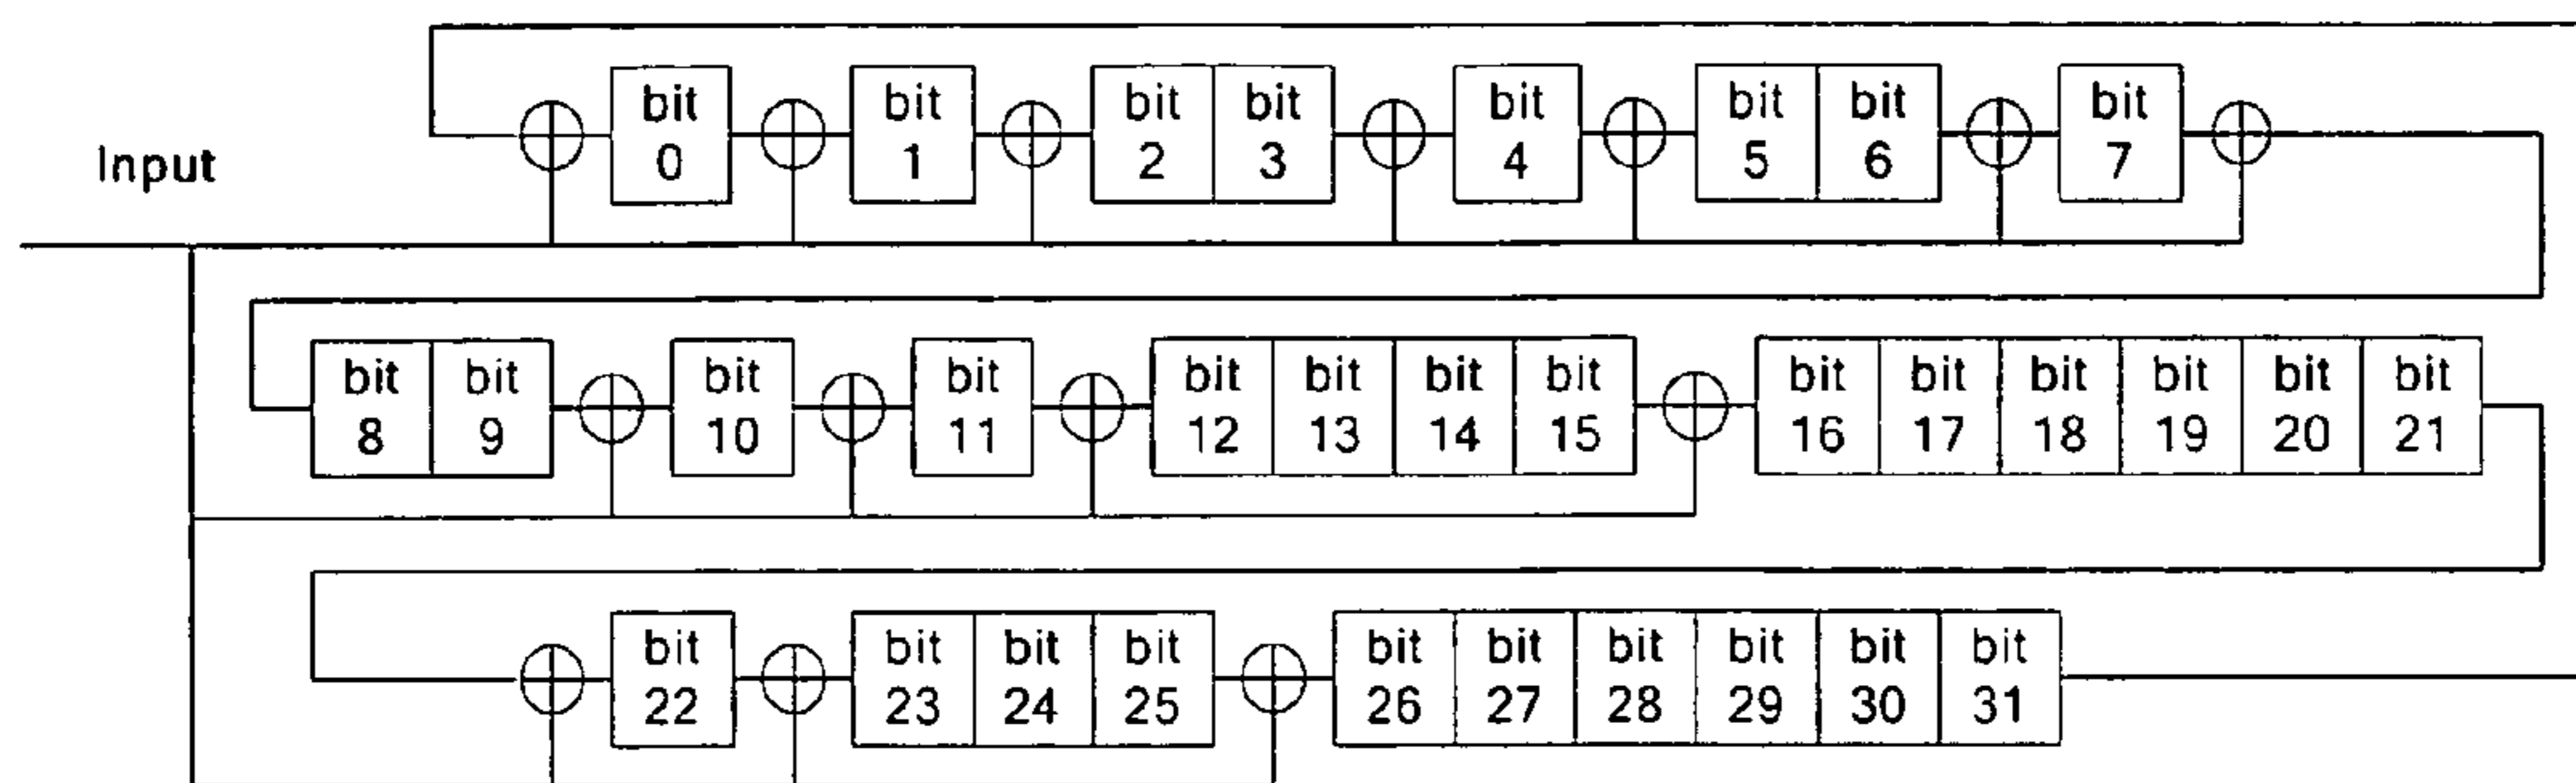 bit bit bit bit bit bit bit bit
Input
0 1 2 3 4 5 6 7
bit bit bit bit bit bit bit bit bit bit bit bit bit bit
8 9 10 11 12 13 14 15 16 17 18 19 20 21
bit bit bit bit bit bit bit bit bit bit
22 23 24 25 26 27 28 29 30 31